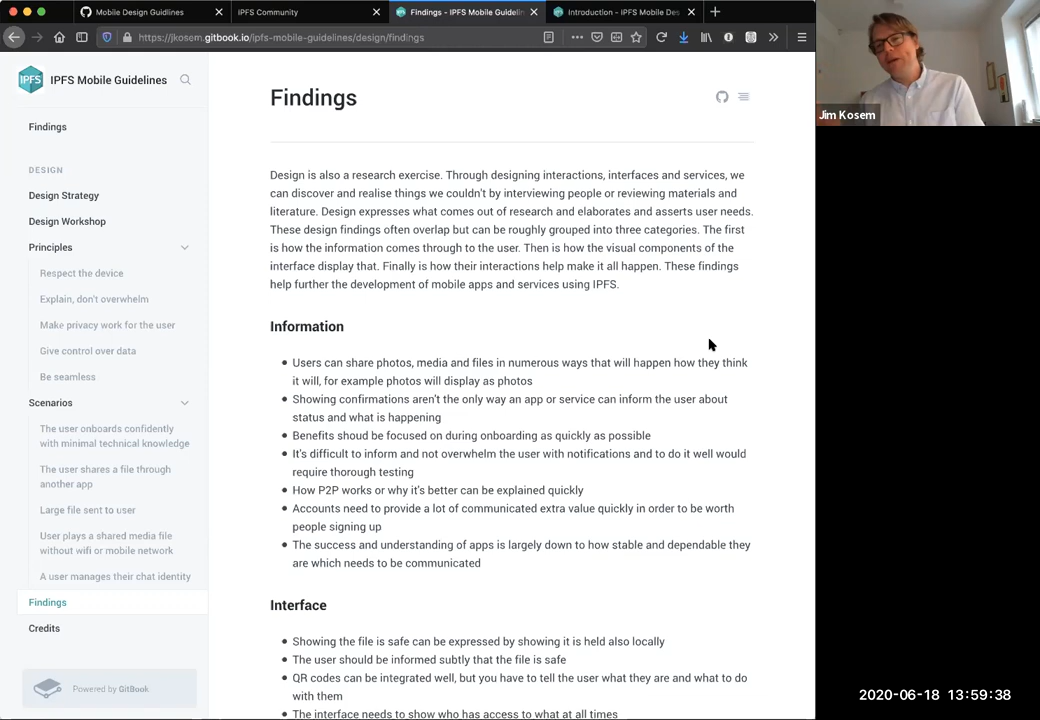 Mobile Design Guidlines
IPFS Community
Findings - IPFS Mobile Guidelin
Introduction - IPFS Mobile Des
https://jkosem.gitbook.io/ipfs-mobile-guidelines/design/findings
IPFS
IPFS Mobile Guidelines
Findings
DESIGN
Design Strategy
Design Workshop
Principles
Respect the device
Explain, don't overwhelm
Make privacy work for the user
Give control over data
Be seamless
Scenarios
The user onboards confidently
with minimal technical knowledge
The user shares a file through
another app
Large file sent to user
User plays a shared media file
without wifi or mobile network
A user manages their chat identity
Findings
Credits
Powered by GitBook
Findings
Design is also a research exercise. Through designing interactions, interfaces and services, we
can discover and realise things we couldn't by interviewing people or reviewing materials and
literature. Design expresses what comes out of research and elaborates and asserts user needs.
These design findings often overlap but can be roughly grouped into three categories. The first
is how the information comes through to the user. Then is how the visual components of the
interface display that. Finally is how their interactions help make it all happen. These findings
help further the development of mobile apps and services using IPFS.
Information
Users can share photos, media and files in numerous ways that will happen how they think
it will, for example photos will display as photos
Showing confirmations aren't the only way an app or service can inform the user about
status and what is happening
Benefits shoud be focused on during onboarding as quickly as possible
It's difficult to inform and not overwhelm the user with notifications and to do it well would
require thorough testing
How P2P works or why it's better can be explained quickly
Accounts need to provide a lot of communicated extra value quickly in order to be worth
people signing up
The success and understanding of apps is largely down to how stable and dependable they
are which needs to be communicated
Interface
Showing the file is safe can be expressed by showing it is held also locally
The user should be informed subtly that the file is safe
QR codes can be integrated well, but you have to tell the user what they are and what to do
with them
The interface needs to show who has access to what at all times
Jim Kosem
2020-06-18 13:59:38